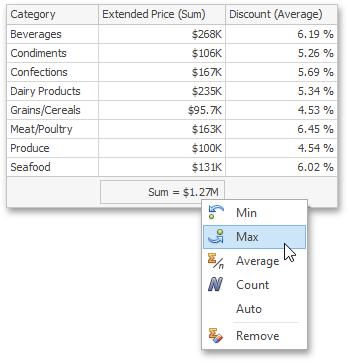 Category Extended Price (Sum) Discount (Average)
Beverages $268K 6.19 %
Condiments $106K 5.26 %
Confections $167K 5.69 %
Dairy Products $235K 5.34 %
Grains/Cereals $95.7K 4.53 %
Meat/Poultry $163K 6.45 %
Produce $100K 4.54 %
Seafood $131K 6.02 %
Sum = $1.27M
Min
Max
Average
Count
Auto
Remove